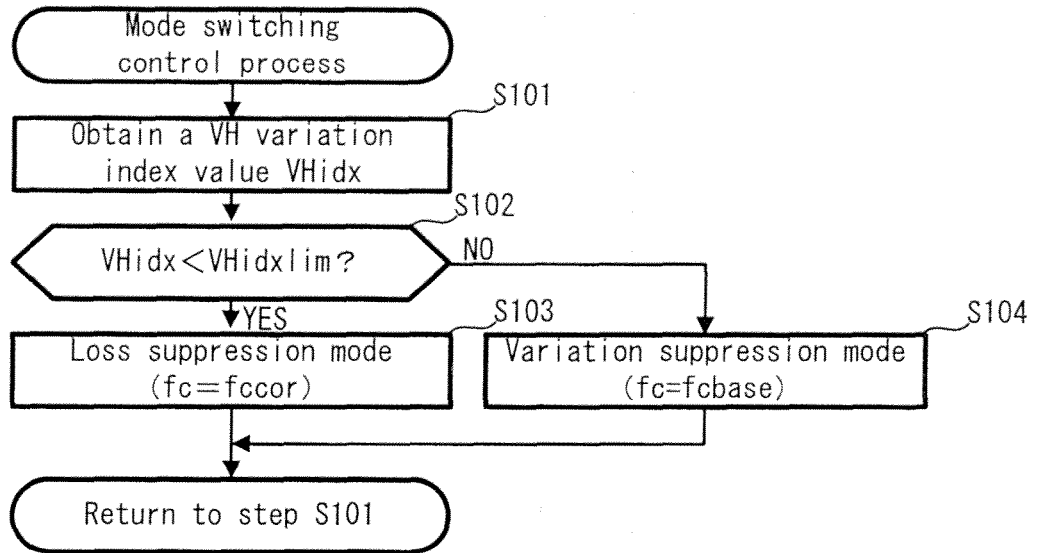 Mode switching
control process
S101
Obtain a VH variation
index value VHidx
S102
VHidx＜VHidxlim?
NO
YES
S103
Loss suppression mode
(fc=fccor)
S104
Variation suppression mode
(fc=fcbase)
Return to step S101